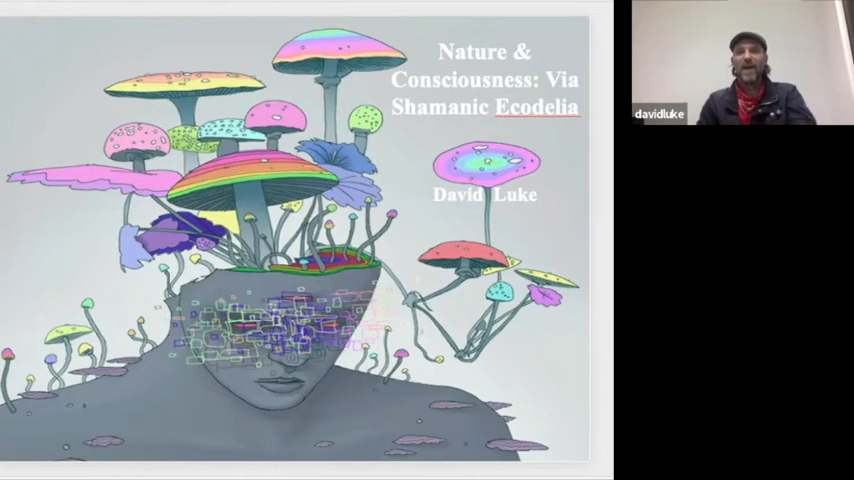 Nature &
Consciousness: Via
Shamanic Ecodelia
David Luke
davidluke